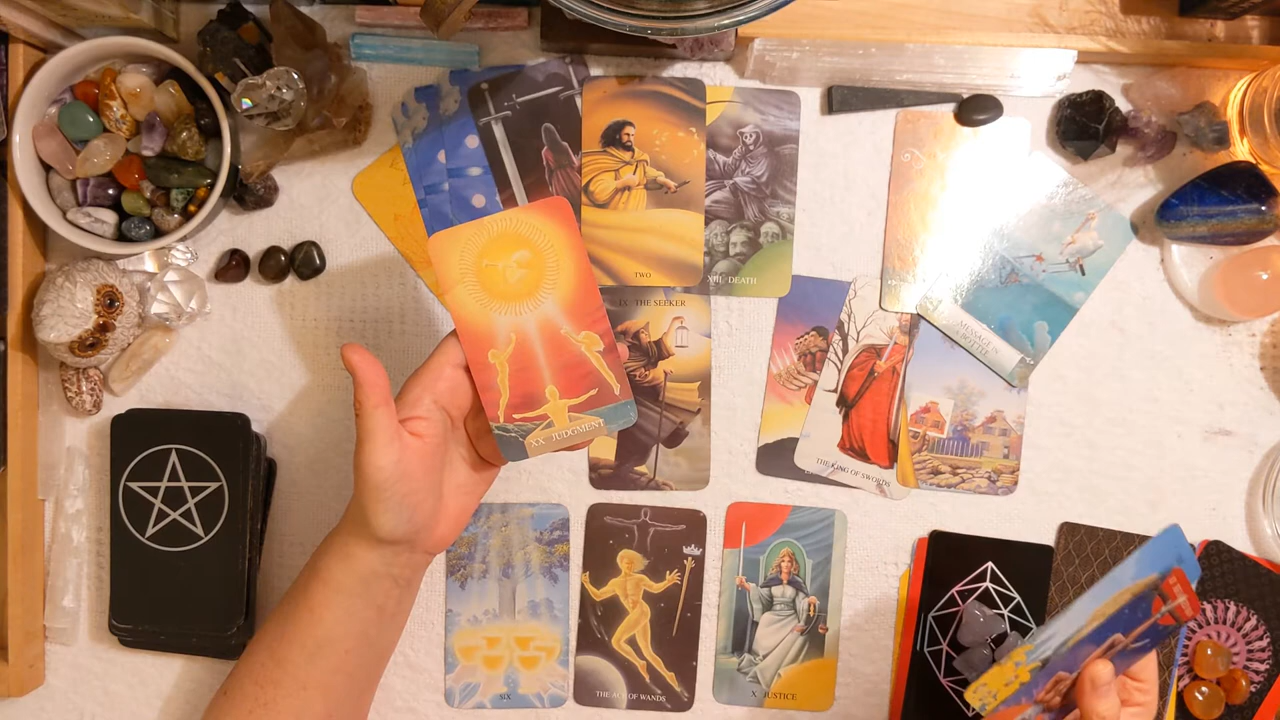 TWO
XIII DEATH
IX THE SEEKER
MESSAGE IN
A BOTTLE
XX JUDGMENT
THE KING OF SWORDS
SIX
THE ACE OF WANDS
X JUSTICE